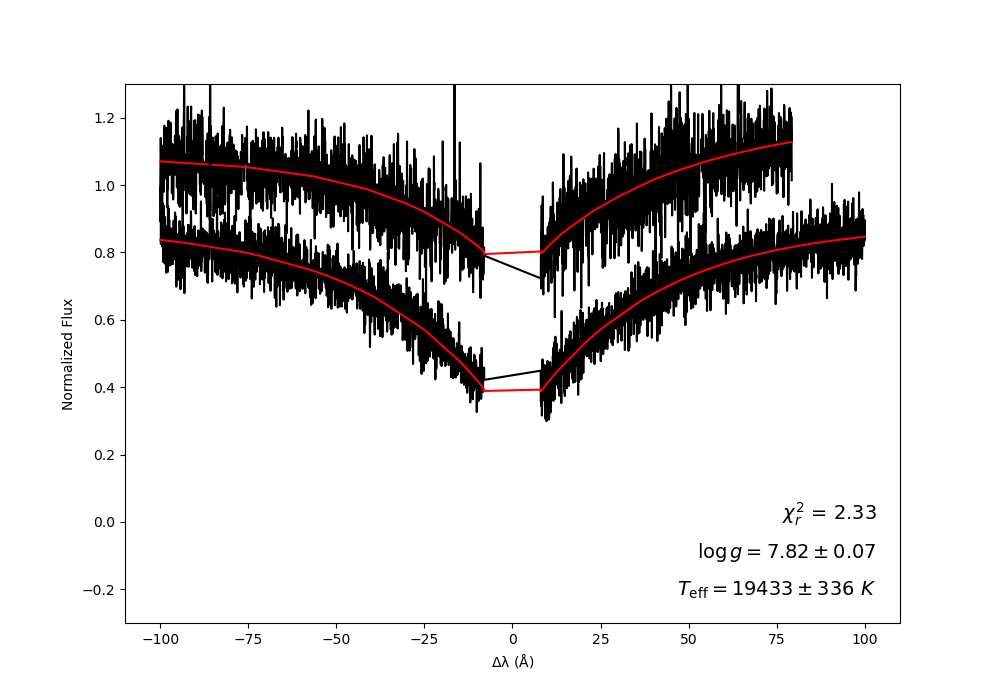 1.2
1.0
0.8
0.6
0.4
0.2
0.0
−0.2
Normalized Flux
χ²ᵣ = 2.33
log g = 7.82 ± 0.07
T_eff = 19433 ± 336 K
−100 −75 −50 −25 0 25 50 75 100
Δλ (Å)